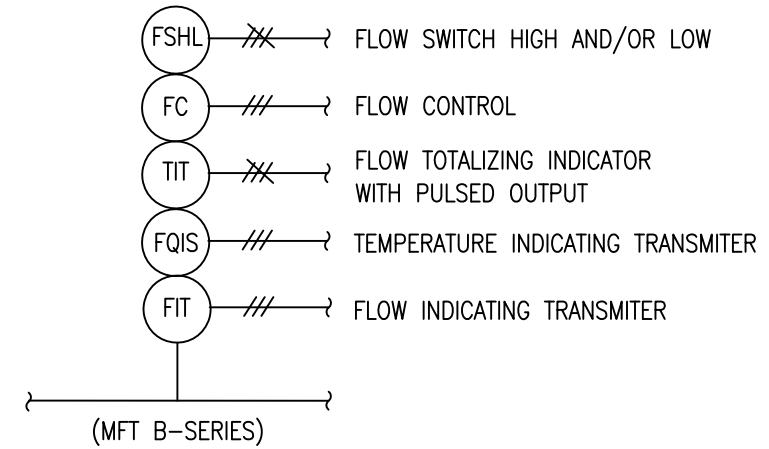 FSHL FLOW SWITCH HIGH AND/OR LOW
FC FLOW CONTROL
TIT FLOW TOTALIZING INDICATOR
WITH PULSED OUTPUT
FQIS TEMPERATURE INDICATING TRANSMITER
FIT FLOW INDICATING TRANSMITER
(MFT B-SERIES)